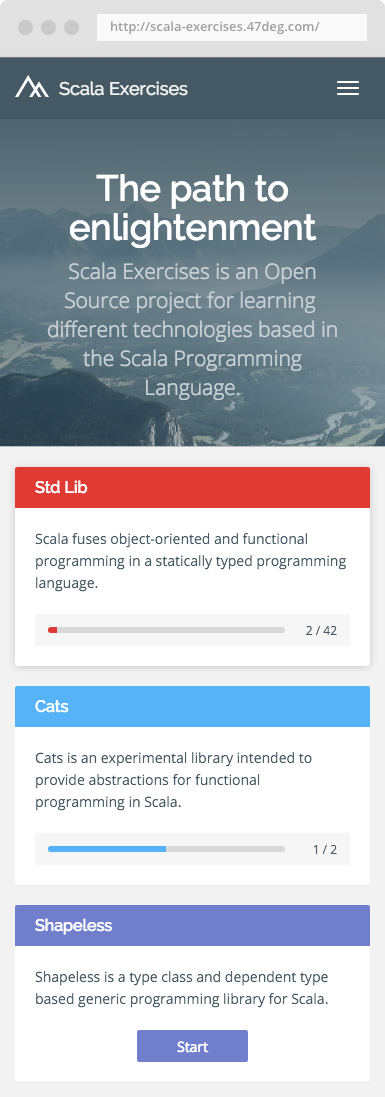 http://scala-exercises.47deg.com/
Scala Exercises
The path to
enlightenment
Scala Exercises is an Open
Source project for learning
different technologies based in
the Scala Programming
Language.
Std Lib
Scala fuses object-oriented and functional
programming in a statically typed programming
language.
2 / 42
Cats
Cats is an experimental library intended to
provide abstractions for functional
programming in Scala.
1 / 2
Shapeless
Shapeless is a type class and dependent type
based generic programming library for Scala.
Start